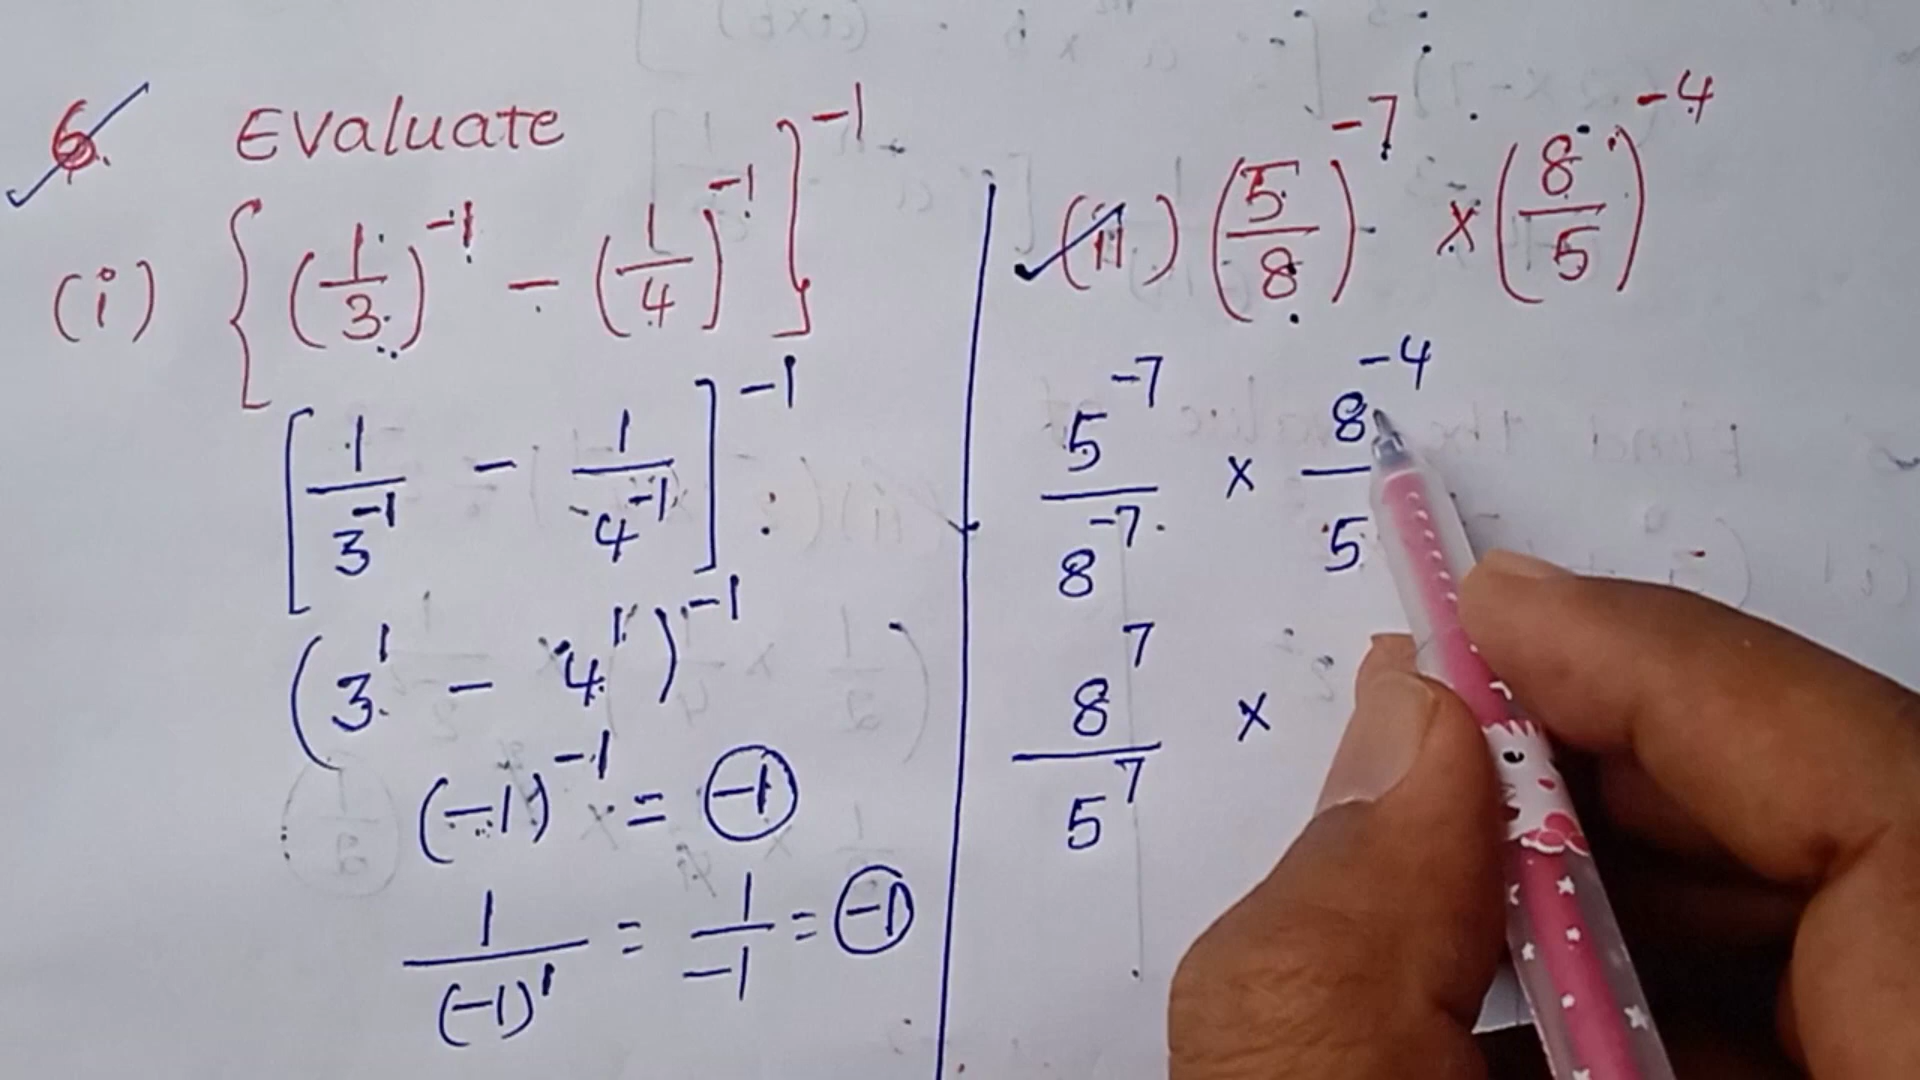 6. Evaluate
(i) {(1/3)^-1 - (1/4)^-1}^-1
[1/3^-1 - 1/4^-1]^-1
(3^1 - 4^1)^-1
(-1)^-1 = -1
1/(-1)^1 = 1/-1 = -1
(ii) (5/8)^-7 × (8/5)^-4
5^-7/8^-7 × 8^-4/5
8^7/5^7 ×